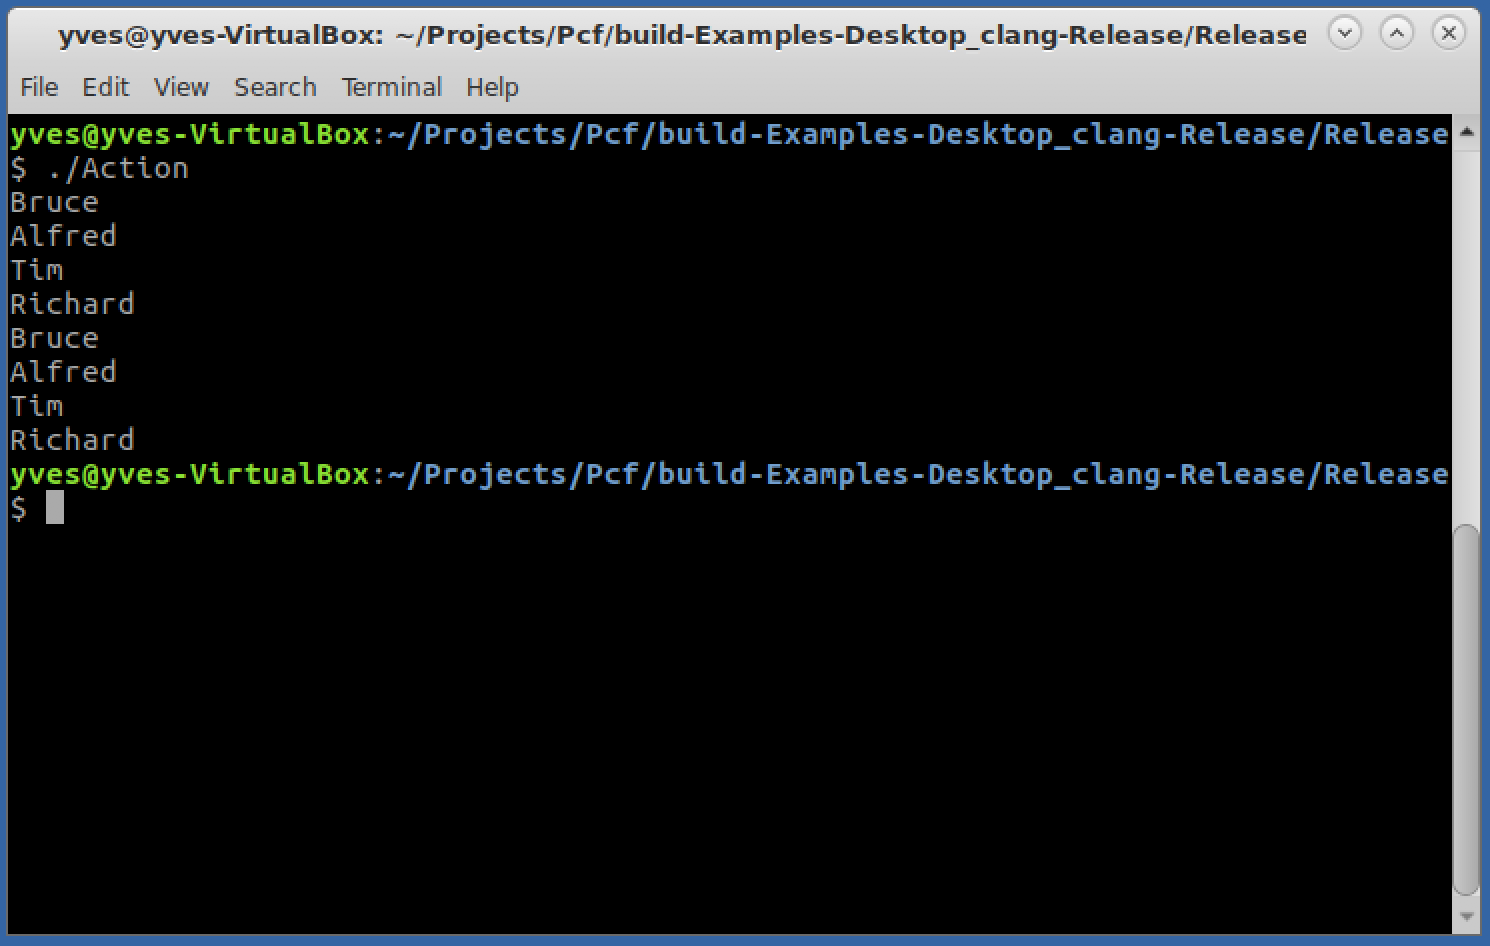 yves@yves-VirtualBox: ~/Projects/Pcf/build-Examples-Desktop_clang-Release/Release
File Edit View Search Terminal Help
yves@yves-VirtualBox:~/Projects/Pcf/build-Examples-Desktop_clang-Release/Release
$ ./Action
Bruce
Alfred
Tim
Richard
Bruce
Alfred
Tim
Richard
yves@yves-VirtualBox:~/Projects/Pcf/build-Examples-Desktop_clang-Release/Release
$